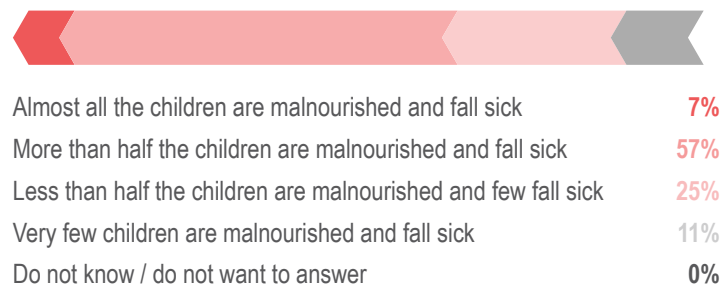 Almost all the children are malnourished and fall sick 7%
More than half the children are malnourished and fall sick 57%
Less than half the children are malnourished and few fall sick 25%
Very few children are malnourished and fall sick 11%
Do not know / do not want to answer 0%